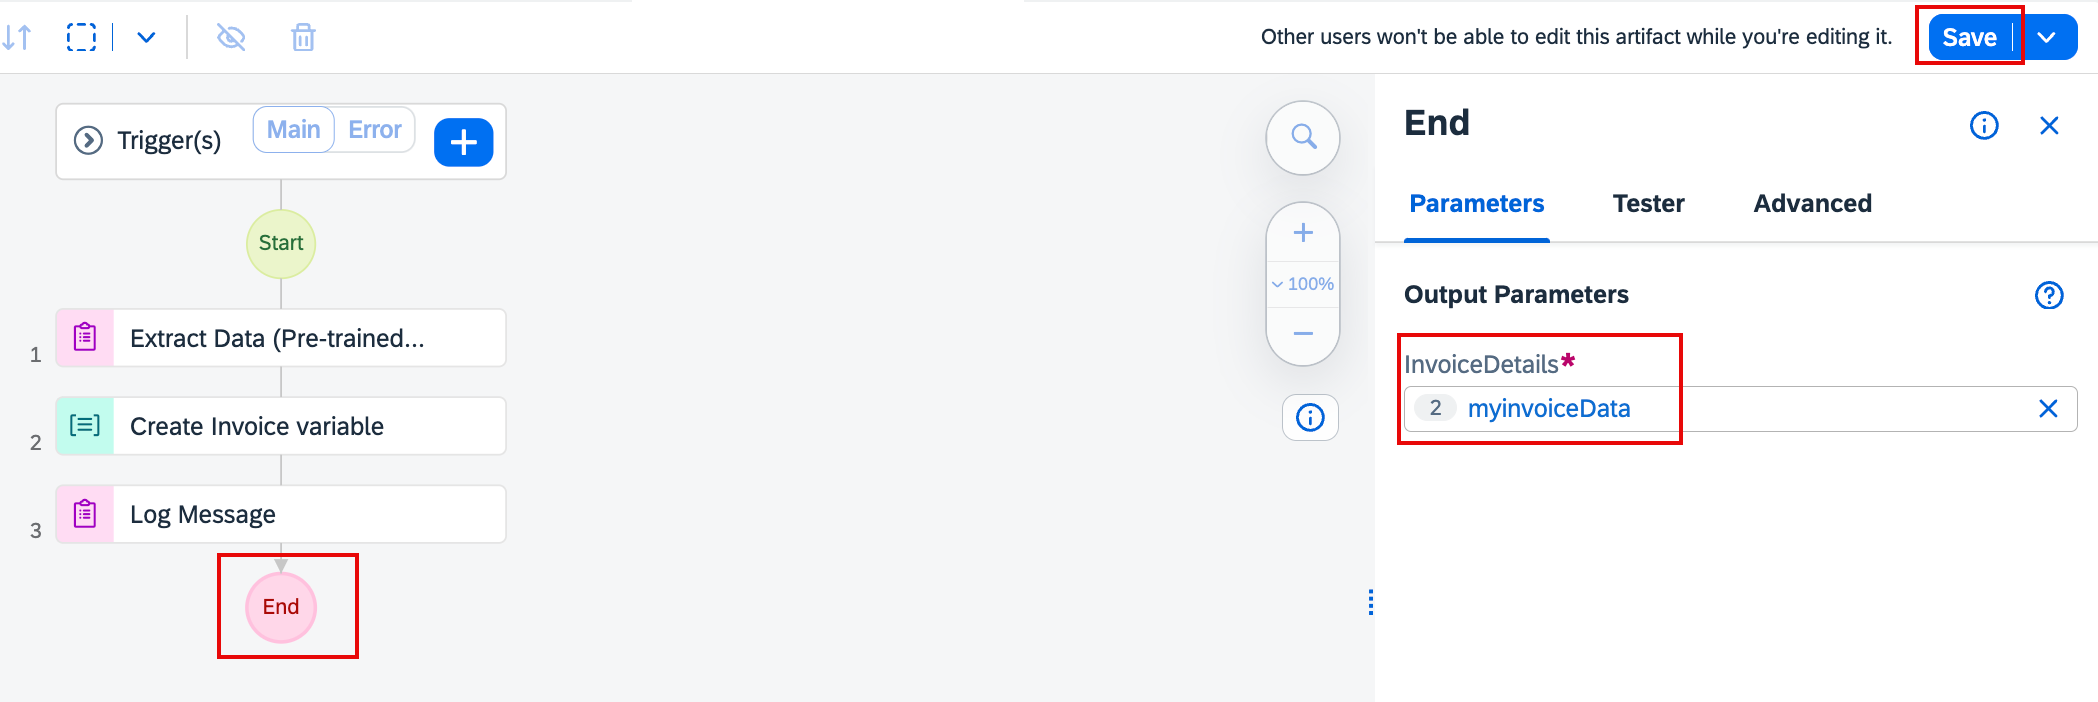 Other users won't be able to edit this artifact while you're editing it.
Save
Trigger(s)
Main
Error
Start
1
Extract Data (Pre-trained...
2
Create Invoice variable
3
Log Message
End
100%
End
Parameters
Tester
Advanced
Output Parameters
InvoiceDetails*
2 myinvoiceData